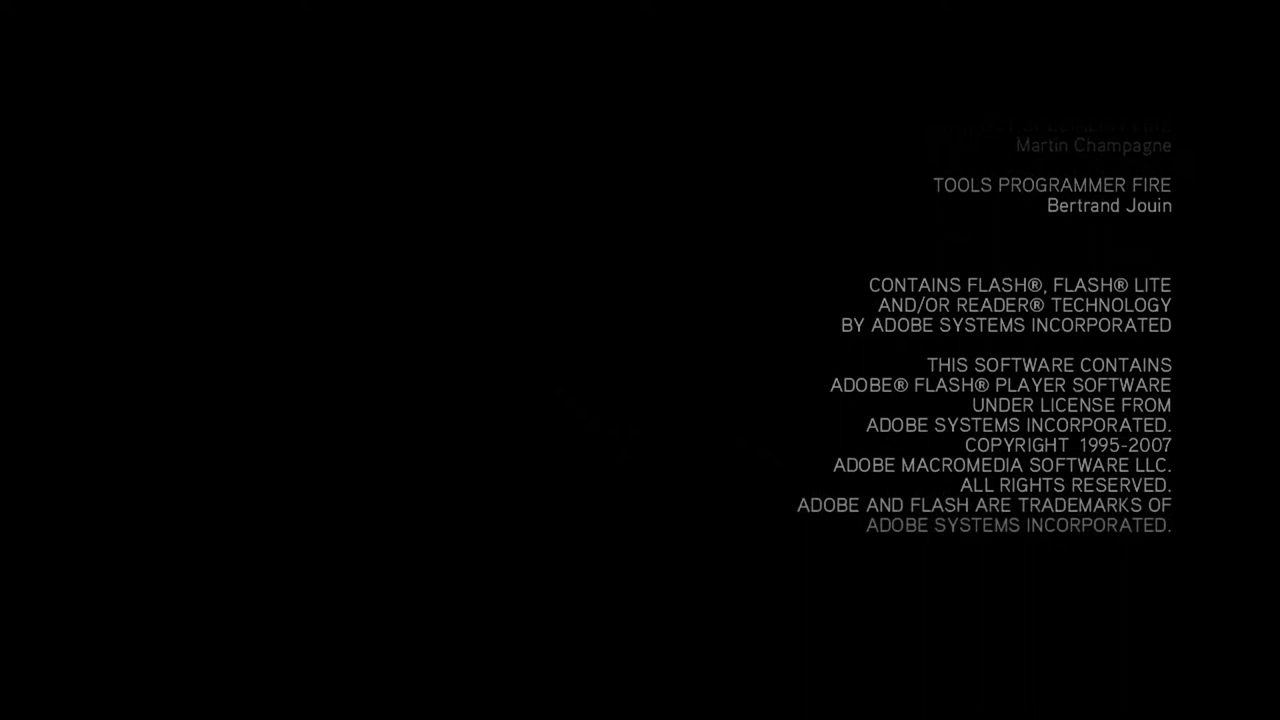 Martin Champagne
TOOLS PROGRAMMER FIRE
Bertrand Jouin
CONTAINS FLASH®, FLASH® LITE
AND/OR READER® TECHNOLOGY
BY ADOBE SYSTEMS INCORPORATED
THIS SOFTWARE CONTAINS
ADOBE® FLASH® PLAYER SOFTWARE
UNDER LICENSE FROM
ADOBE SYSTEMS INCORPORATED.
COPYRIGHT 1995-2007
ADOBE MACROMEDIA SOFTWARE LLC.
ALL RIGHTS RESERVED.
ADOBE AND FLASH ARE TRADEMARKS OF
ADOBE SYSTEMS INCORPORATED.